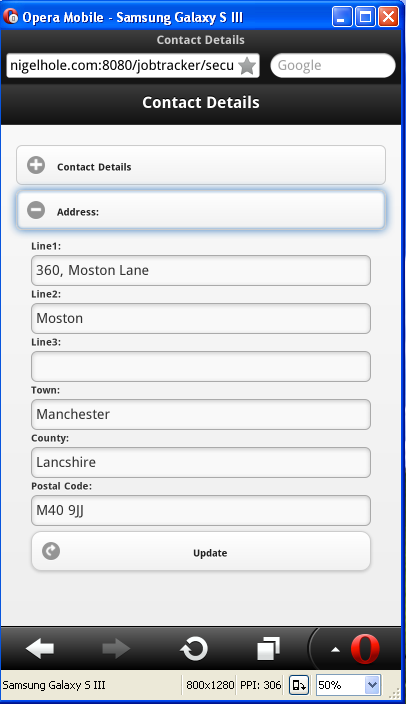 Opera Mobile - Samsung Galaxy S III
Contact Details
nigelhole.com:8080/jobtracker/secu
Google
Contact Details
Contact Details
Address:
Line1:
360, Moston Lane
Line2:
Moston
Line3:
Town:
Manchester
County:
Lancshire
Postal Code:
M40 9JJ
Update
Samsung Galaxy S III
800x1280
PPI: 306
50%